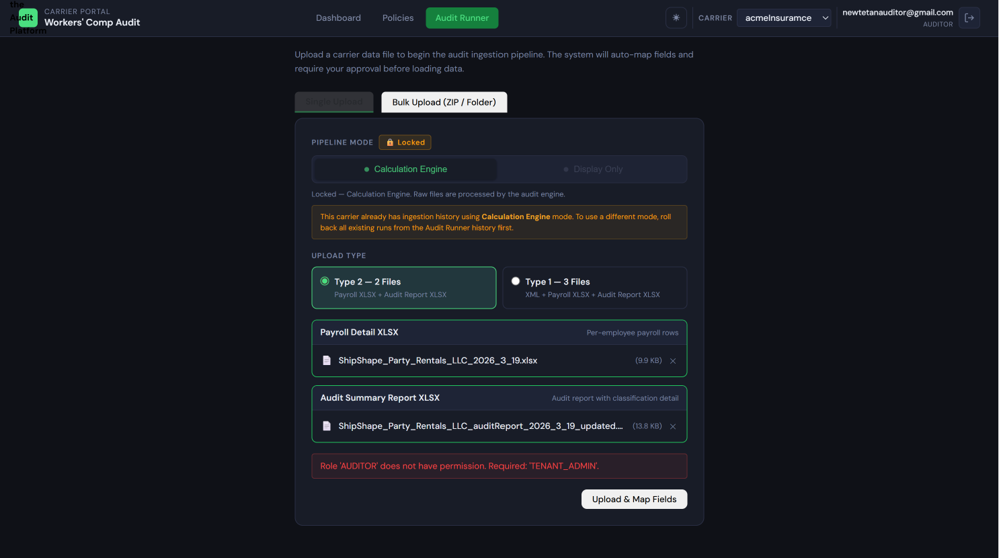 the
Audit
Platform
CARRIER PORTAL
Workers' Comp Audit
Dashboard
Policies
Audit Runner
CARRIER
acmeInsuramce
newtetanauditor@gmail.com
AUDITOR
Upload a carrier data file to begin the audit ingestion pipeline. The system will auto-map fields and
require your approval before loading data.
Single Upload
Bulk Upload (ZIP / Folder)
PIPELINE MODE
Locked
Calculation Engine
Display Only
Locked — Calculation Engine. Raw files are processed by the audit engine.
This carrier already has ingestion history using Calculation Engine mode. To use a different mode, roll
back all existing runs from the Audit Runner history first.
UPLOAD TYPE
Type 2 — 2 Files
Payroll XLSX + Audit Report XLSX
Type 1 — 3 Files
XML + Payroll XLSX + Audit Report XLSX
Payroll Detail XLSX
Per-employee payroll rows
ShipShape_Party_Rentals_LLC_2026_3_19.xlsx
(9.9 KB)
Audit Summary Report XLSX
Audit report with classification detail
ShipShape_Party_Rentals_LLC_auditReport_2026_3_19_updated....
(13.8 KB)
Role 'AUDITOR' does not have permission. Required: 'TENANT_ADMIN'.
Upload & Map Fields